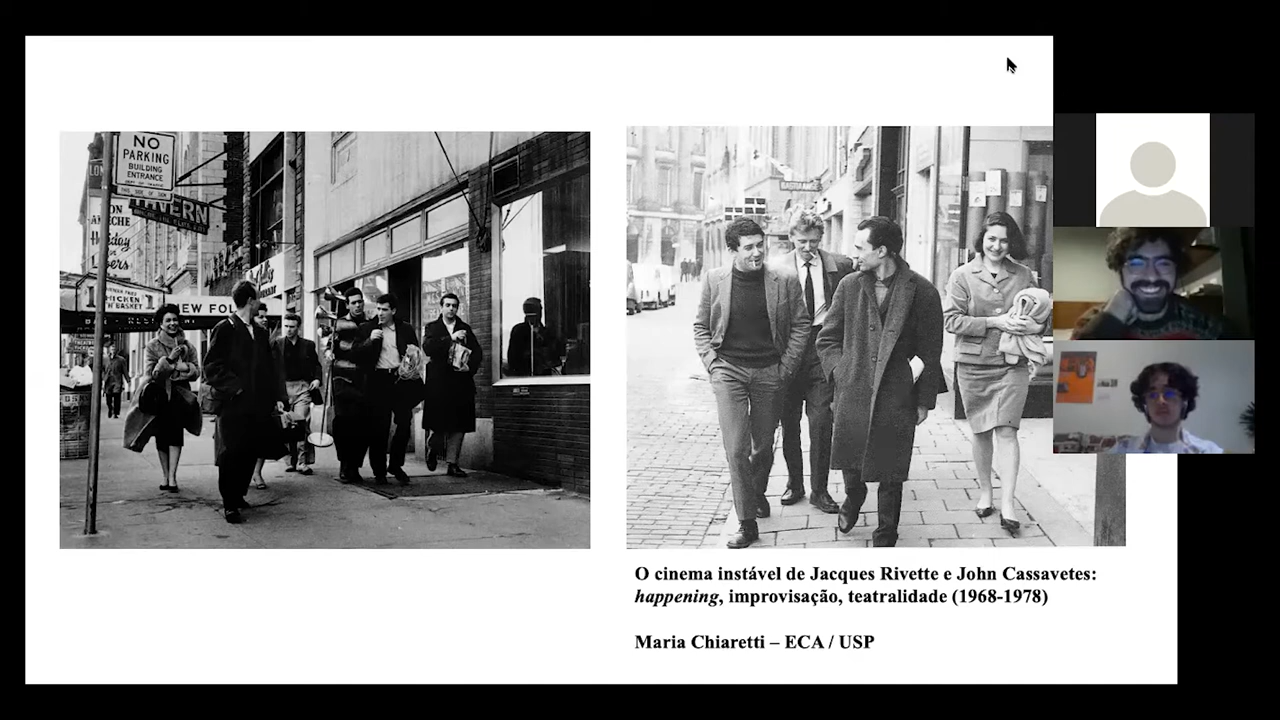 NO
PARKING
BUILDING
ENTRANCE
TAVERN
CHICKEN
BASKET
NEW FOL
O cinema instável de Jacques Rivette e John Cassavetes:
happening, improvisação, teatralidade (1968-1978)
Maria Chiaretti – ECA / USP